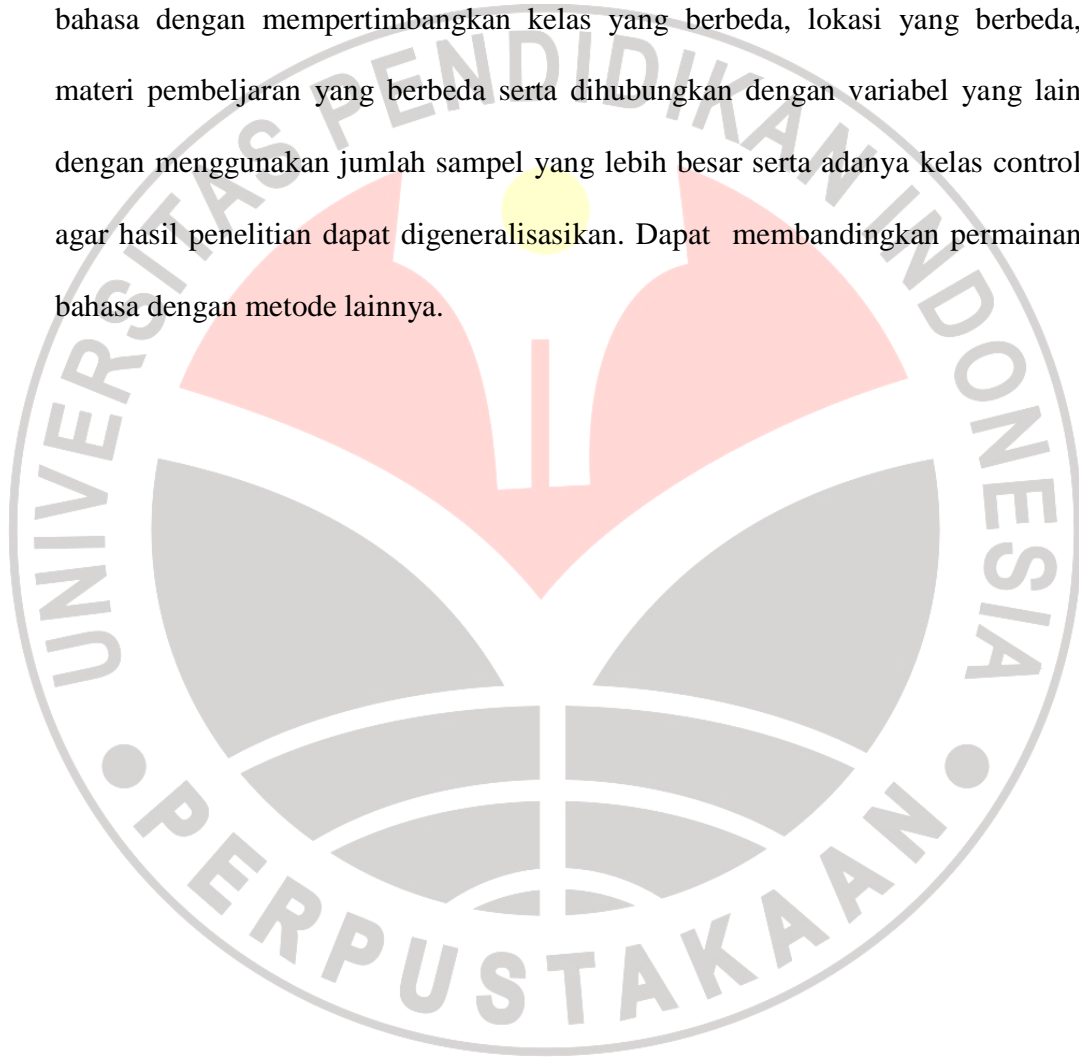 bahasa dengan mempertimbangkan kelas yang berbeda, lokasi yang berbeda,
materi pembeljaran yang berbeda serta dihubungkan dengan variabel yang lain
dengan menggunakan jumlah sampel yang lebih besar serta adanya kelas control
agar hasil penelitian dapat digeneralisasikan. Dapat membandingkan permainan
bahasa dengan metode lainnya.
UNIVERSITAS PENDIDIKAN INDONESIA
PERPUSTAKAAN